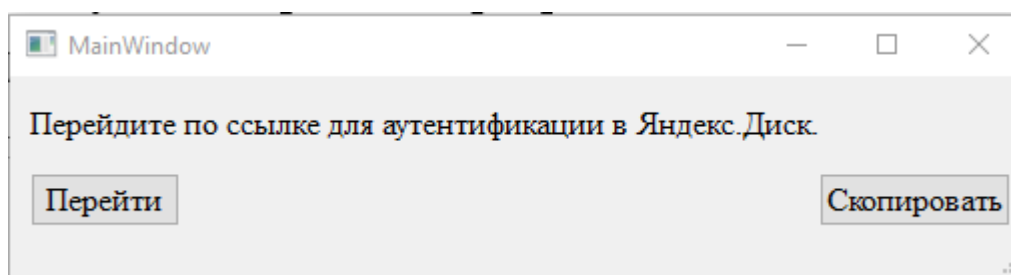 MainWindow
Перейдите по ссылке для аутентификации в Яндекс.Диск.
Перейти Скопировать